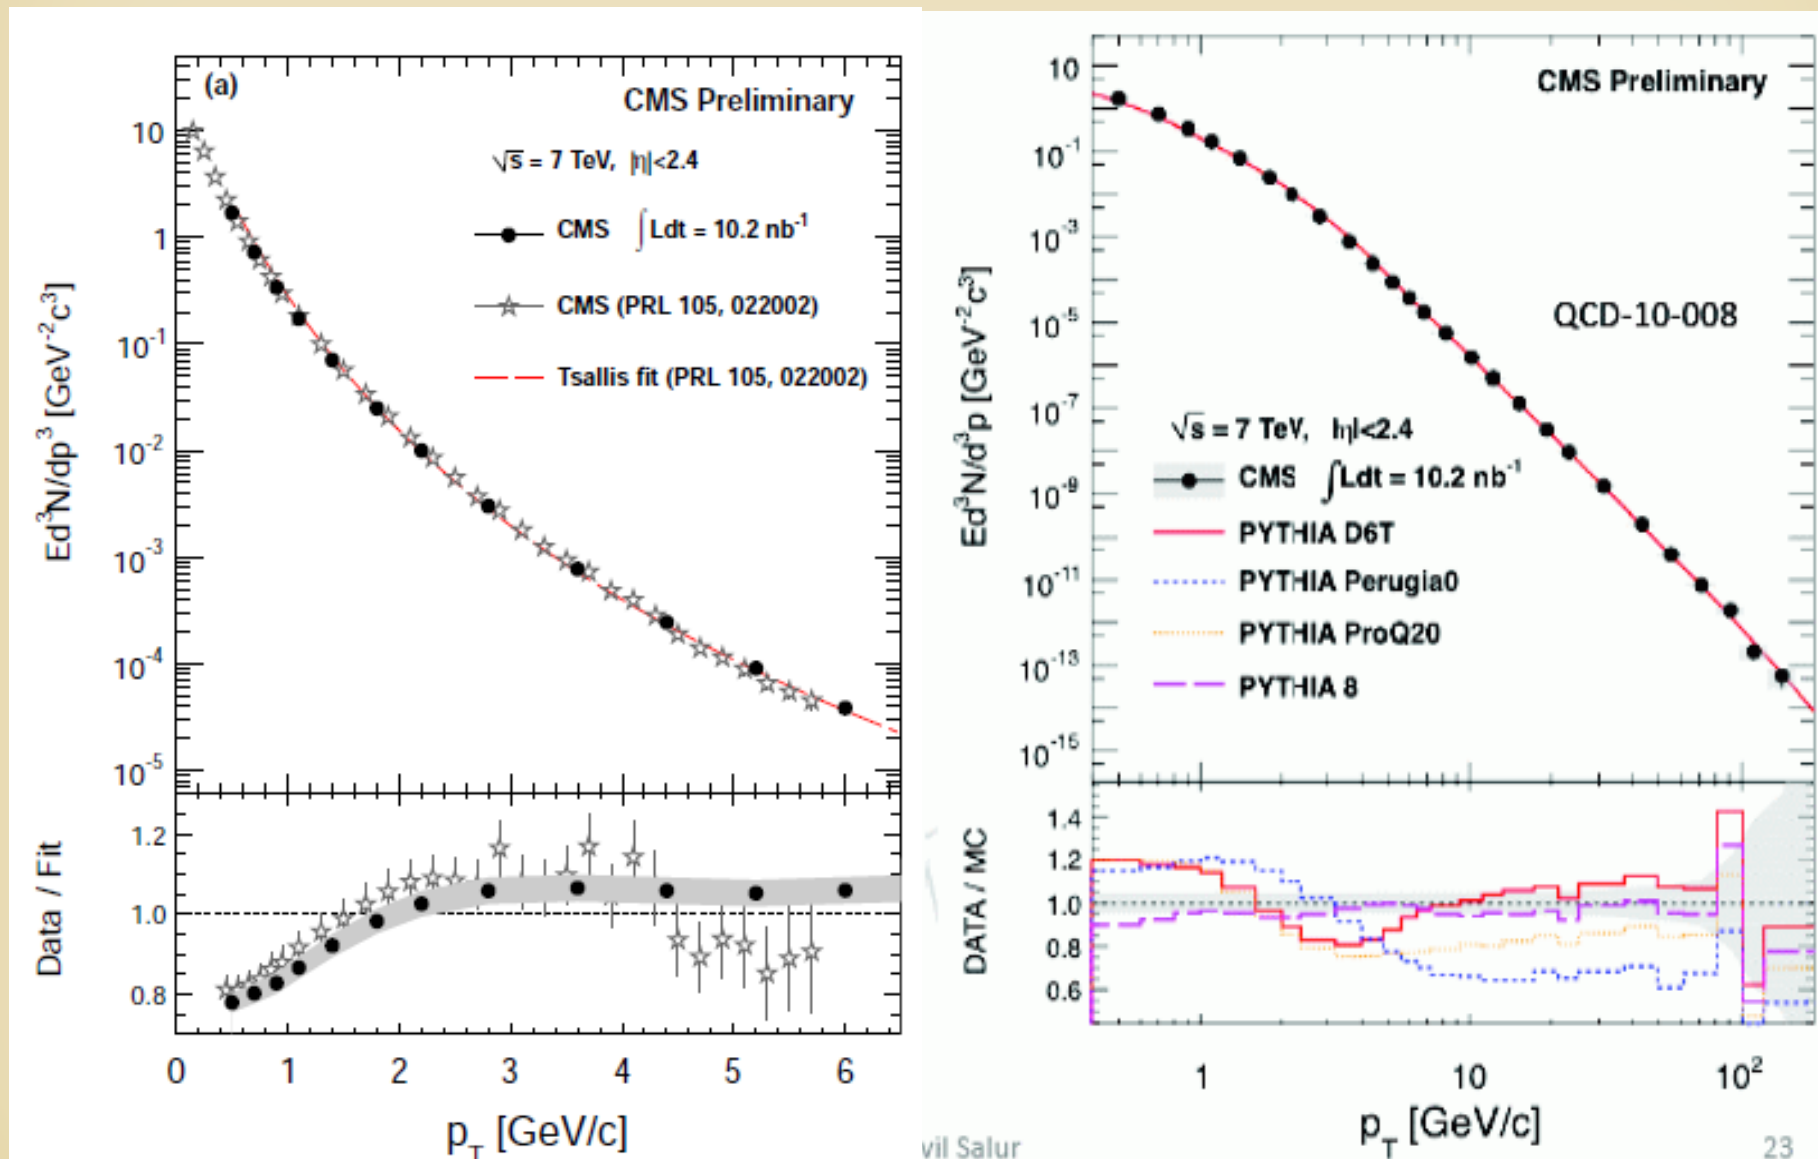 (a)
CMS Preliminary
√s = 7 TeV, |η|<2.4
CMS ∫Ldt = 10.2 nb⁻¹
CMS (PRL 105, 022002)
Tsallis fit (PRL 105, 022002)
Ed³N/dp³ [GeV⁻²c³]
10
1
10⁻¹
10⁻²
10⁻³
10⁻⁴
10⁻⁵
Data / Fit
1.2
1.0
0.8
0 1 2 3 4 5 6
p_T [GeV/c]
CMS Preliminary
QCD-10-008
√s = 7 TeV, |η|<2.4
CMS ∫Ldt = 10.2 nb⁻¹
PYTHIA D6T
PYTHIA Perugia0
PYTHIA ProQ20
PYTHIA 8
Ed³N/d³p [GeV⁻²c³]
10
10⁻¹
10⁻³
10⁻⁵
10⁻⁷
10⁻⁹
10⁻¹¹
10⁻¹³
10⁻¹⁵
DATA / MC
1.4
1.2
1.0
0.8
0.6
1 10 10²
p_T [GeV/c]
vil Salur
23